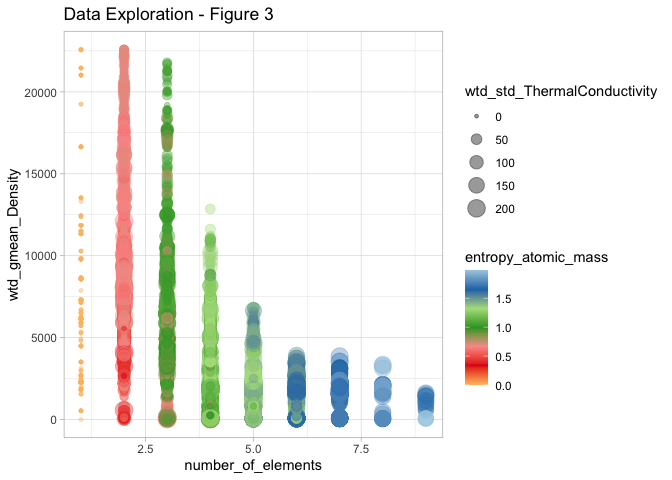 Data Exploration - Figure 3
wtd_gmean_Density
20000
15000
10000
5000
0
2.5 5.0 7.5
number_of_elements
wtd_std_ThermalConductivity
0
50
100
150
200
entropy_atomic_mass
1.5
1.0
0.5
0.0